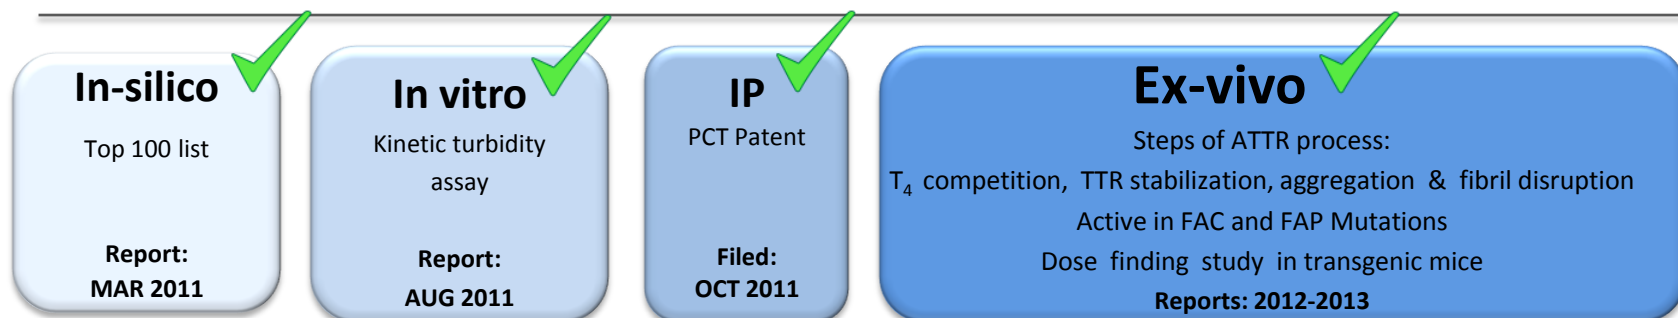 In-silico
Top 100 list
Report:
MAR 2011
In vitro
Kinetic turbidity
assay
Report:
AUG 2011
IP
PCT Patent
Filed:
OCT 2011
Ex-vivo
Steps of ATTR process:
T4 competition, TTR stabilization, aggregation & fibril disruption
Active in FAC and FAP Mutations
Dose finding study in transgenic mice
Reports: 2012-2013